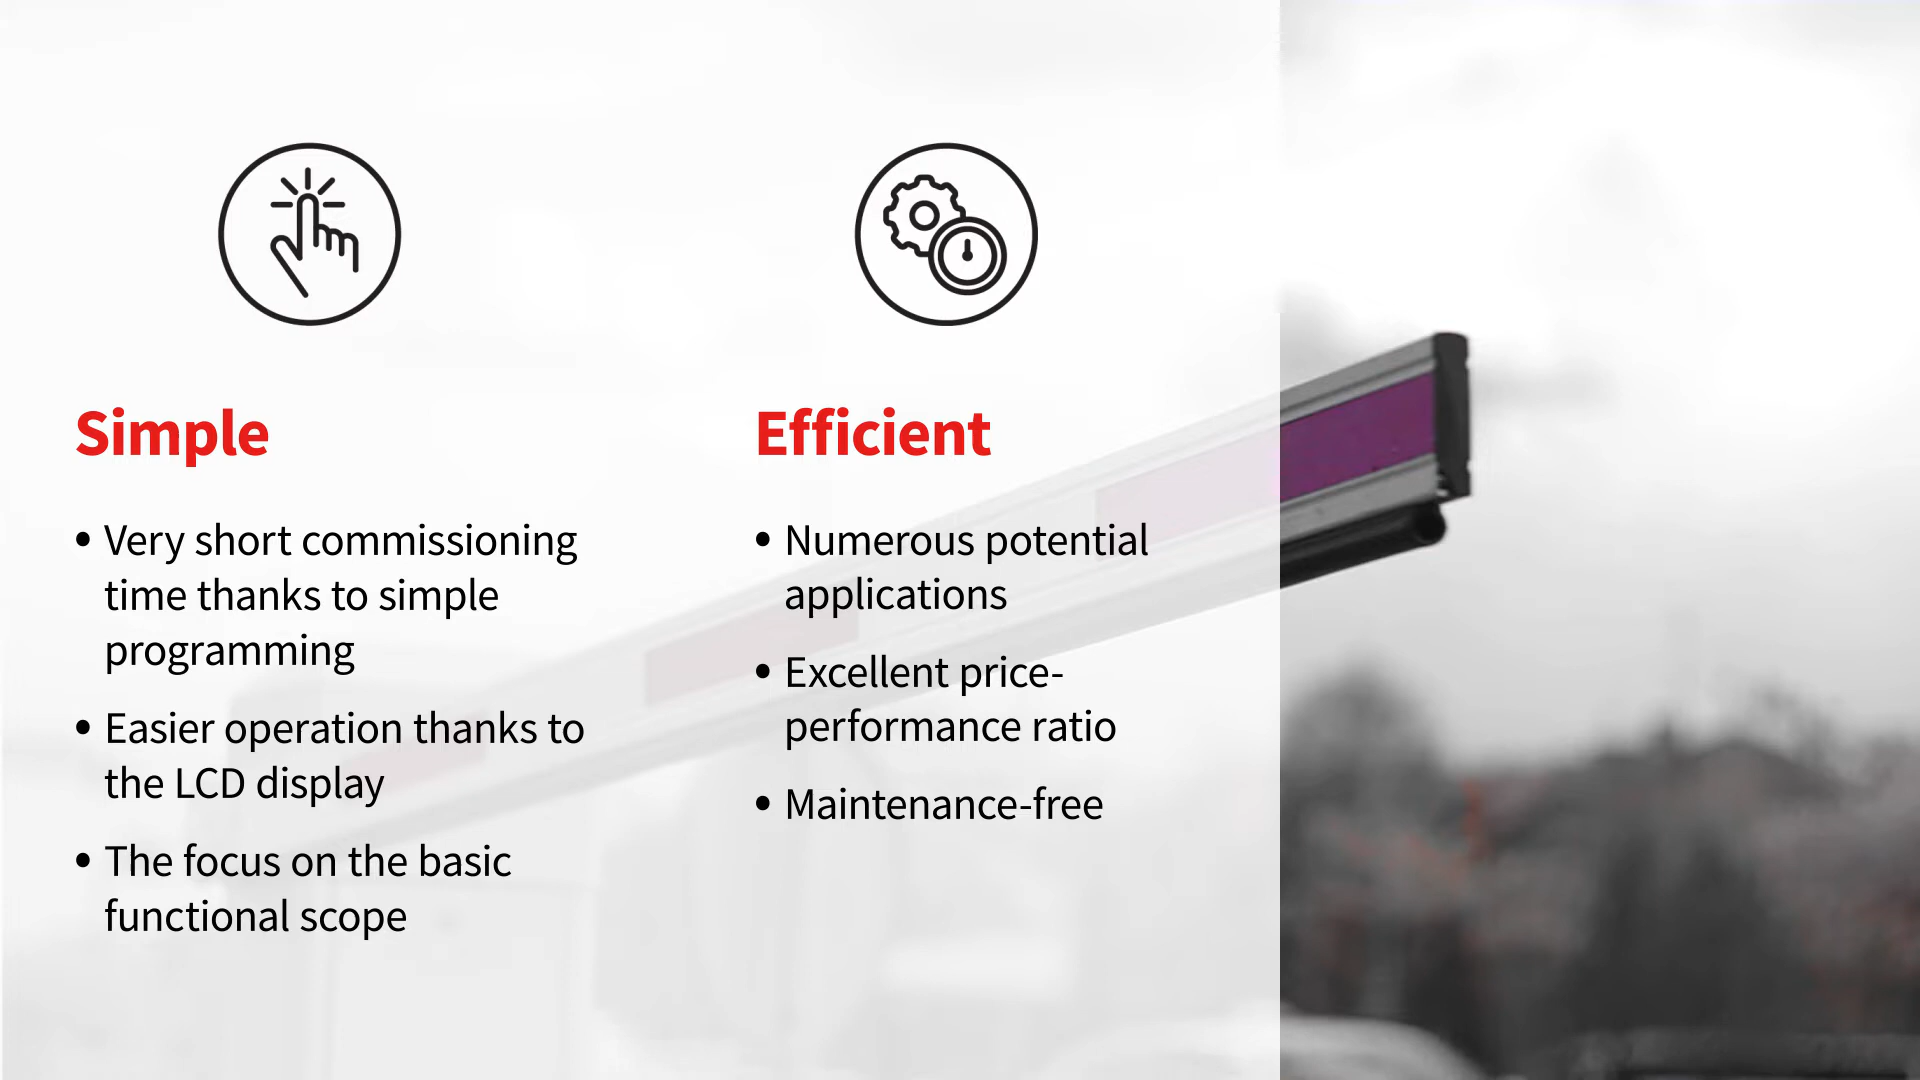 Simple
• Very short commissioning
time thanks to simple
programming
• Easier operation thanks to
the LCD display
• The focus on the basic
functional scope
Efficient
• Numerous potential
applications
• Excellent price-
performance ratio
• Maintenance-free